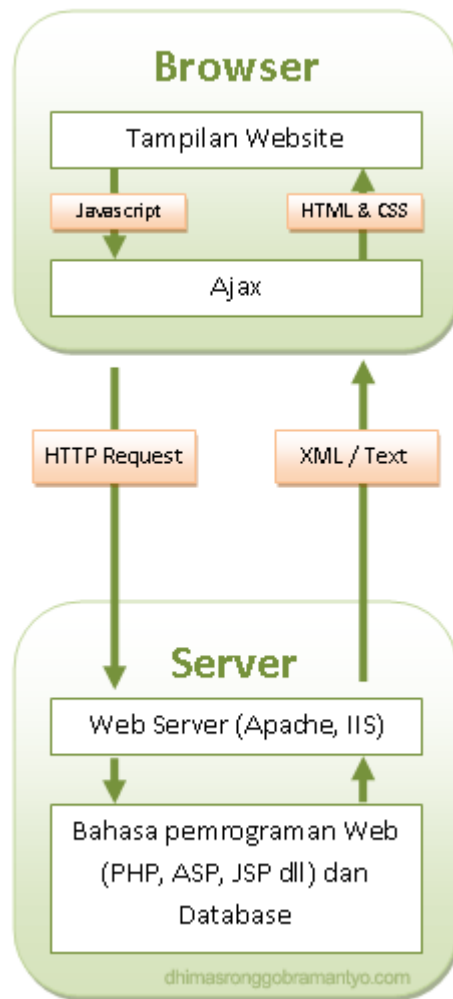 Browser
Tampilan Website
Javascript
HTML & CSS
Ajax
HTTP Request
XML / Text
Server
Web Server (Apache, IIS)
Bahasa pemrograman Web
(PHP, ASP, JSP dll) dan
Database
dhimasronggobramantyo.com